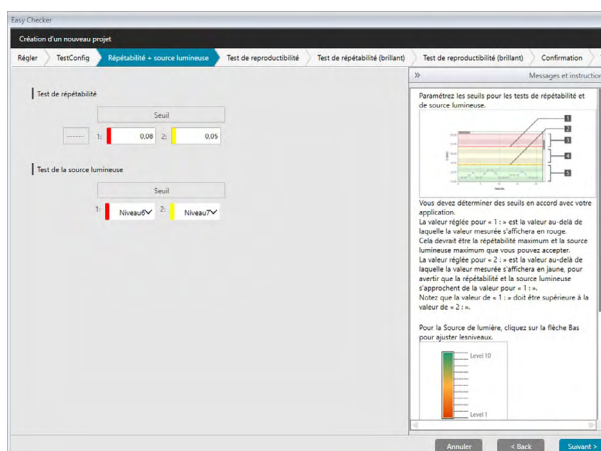 Easy Checker
Création d'un nouveau projet
Régler TestConfig Répétabilité + source lumineuse Test de reproductibilité Test de répétabilité (brillant) Test de reproductibilité (brillant) Confirmation
Messages et instruction
Test de répétabilité
Seuil
------ 1: 0,08 2: 0,05
Test de la source lumineuse
Seuil
1: Niveau6 2: Niveau7
Paramétrez les seuils pour les tests de répétabilité et
de source lumineuse.
1
2
3
4
5
Vous devez déterminer des seuils en accord avec votre
application.
La valeur réglée pour « 1 : » est la valeur au-delà de
laquelle la valeur mesurée s'affichera en rouge.
Cela devrait être la répétabilité maximum et la source
lumineuse maximum que vous pouvez accepter.
La valeur réglée pour « 2 : » est la valeur au-delà de
laquelle la valeur mesurée s'affichera en jaune, pour
avertir que la répétabilité et la source lumineuse
s'approchent de la valeur pour « 1 : ».
Notez que la valeur de « 1 : » doit être supérieure à la
valeur de « 2 : ».
Pour la Source de lumière, cliquez sur la flèche Bas
pour ajuster lesniveaux.
Level 10
Level 1
Annuler < Back Suivant >